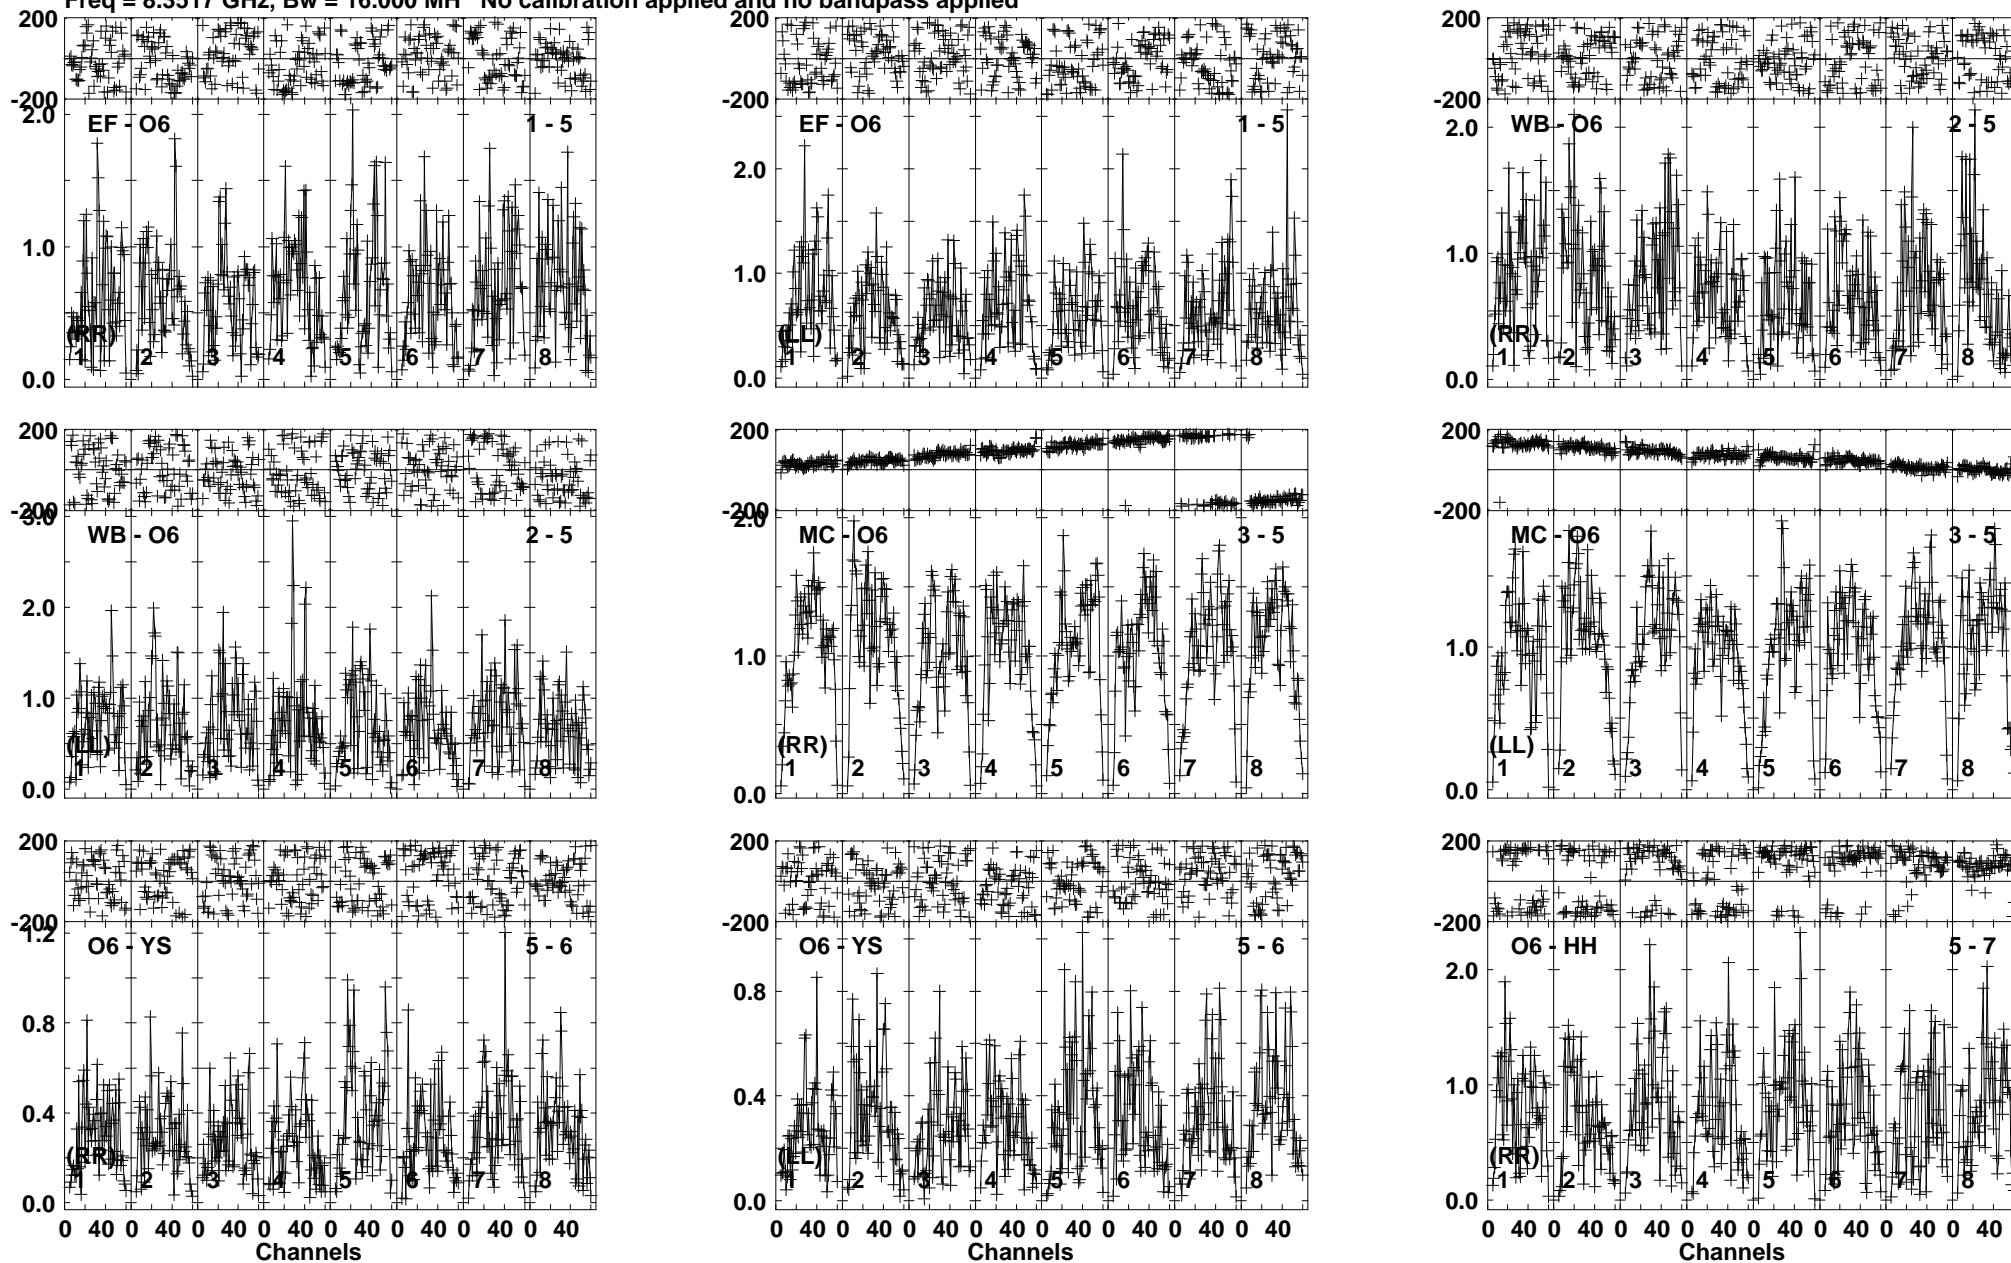 Freq = 8.3517 GHz, Bw = 16.000 MH No calibration applied and no bandpass applied
200 200 200
-200 -200 -200
EF - O6 1 - 5 EF - O6 1 - 5 WB - O6 2 - 5
2.0 2.0 2.0
1.0 1.0 1.0
(RR) (LL) (RR)
1 2 3 4 5 6 7 8 1 2 3 4 5 6 7 8 1 2 3 4 5 6 7 8
0.0 0.0 0.0
200 200 200
-200 -200 -200
3.0 2.0
WB - O6 2 - 5 MC - O6 3 - 5 MC - O6 3 - 5
2.0
1.0 1.0 1.0
(LL) (RR) (LL)
1 2 3 4 5 6 7 8 1 2 3 4 5 6 7 8 1 2 3 4 5 6 7 8
0.0 0.0 0.0
200 200 200
-200 -200 -200
1.2
O6 - YS 5 - 6 O6 - YS 5 - 6 O6 - HH 5 - 7
0.8 0.8 2.0
0.4 0.4 1.0
(RR) (LL) (RR)
1 2 3 4 5 6 7 8 1 2 3 4 5 6 7 8 1 2 3 4 5 6 7 8
0.0 0.0 0.0
0 40 0 40 0 40 0 40 0 40 0 40 0 40 0 40 0 40 0 40 0 40 0 40 0 40 0 40 0 40 0 40 0 40 0 40 0 40 0 40 0 40 0 40 0 40 0 40
Channels Channels Channels